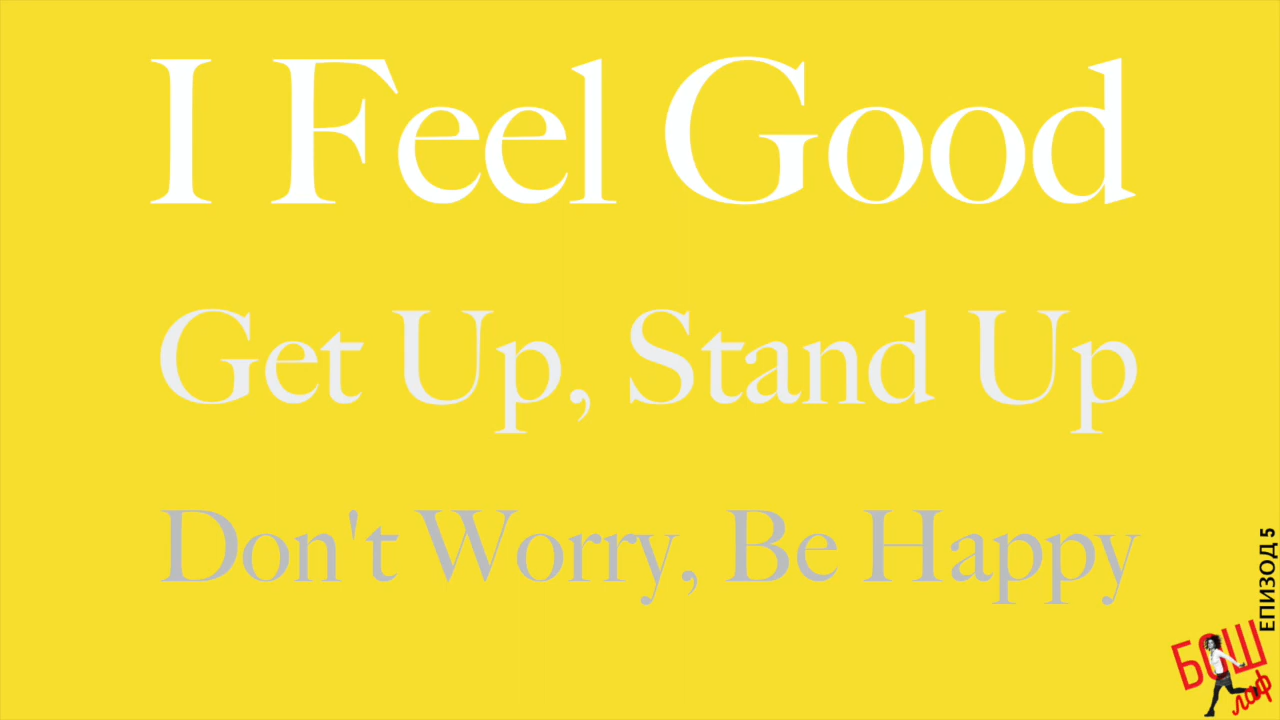 I Feel Good
Get Up, Stand Up
Don't Worry, Be Happy
ЕПИЗОД 5
БОШ
лаф